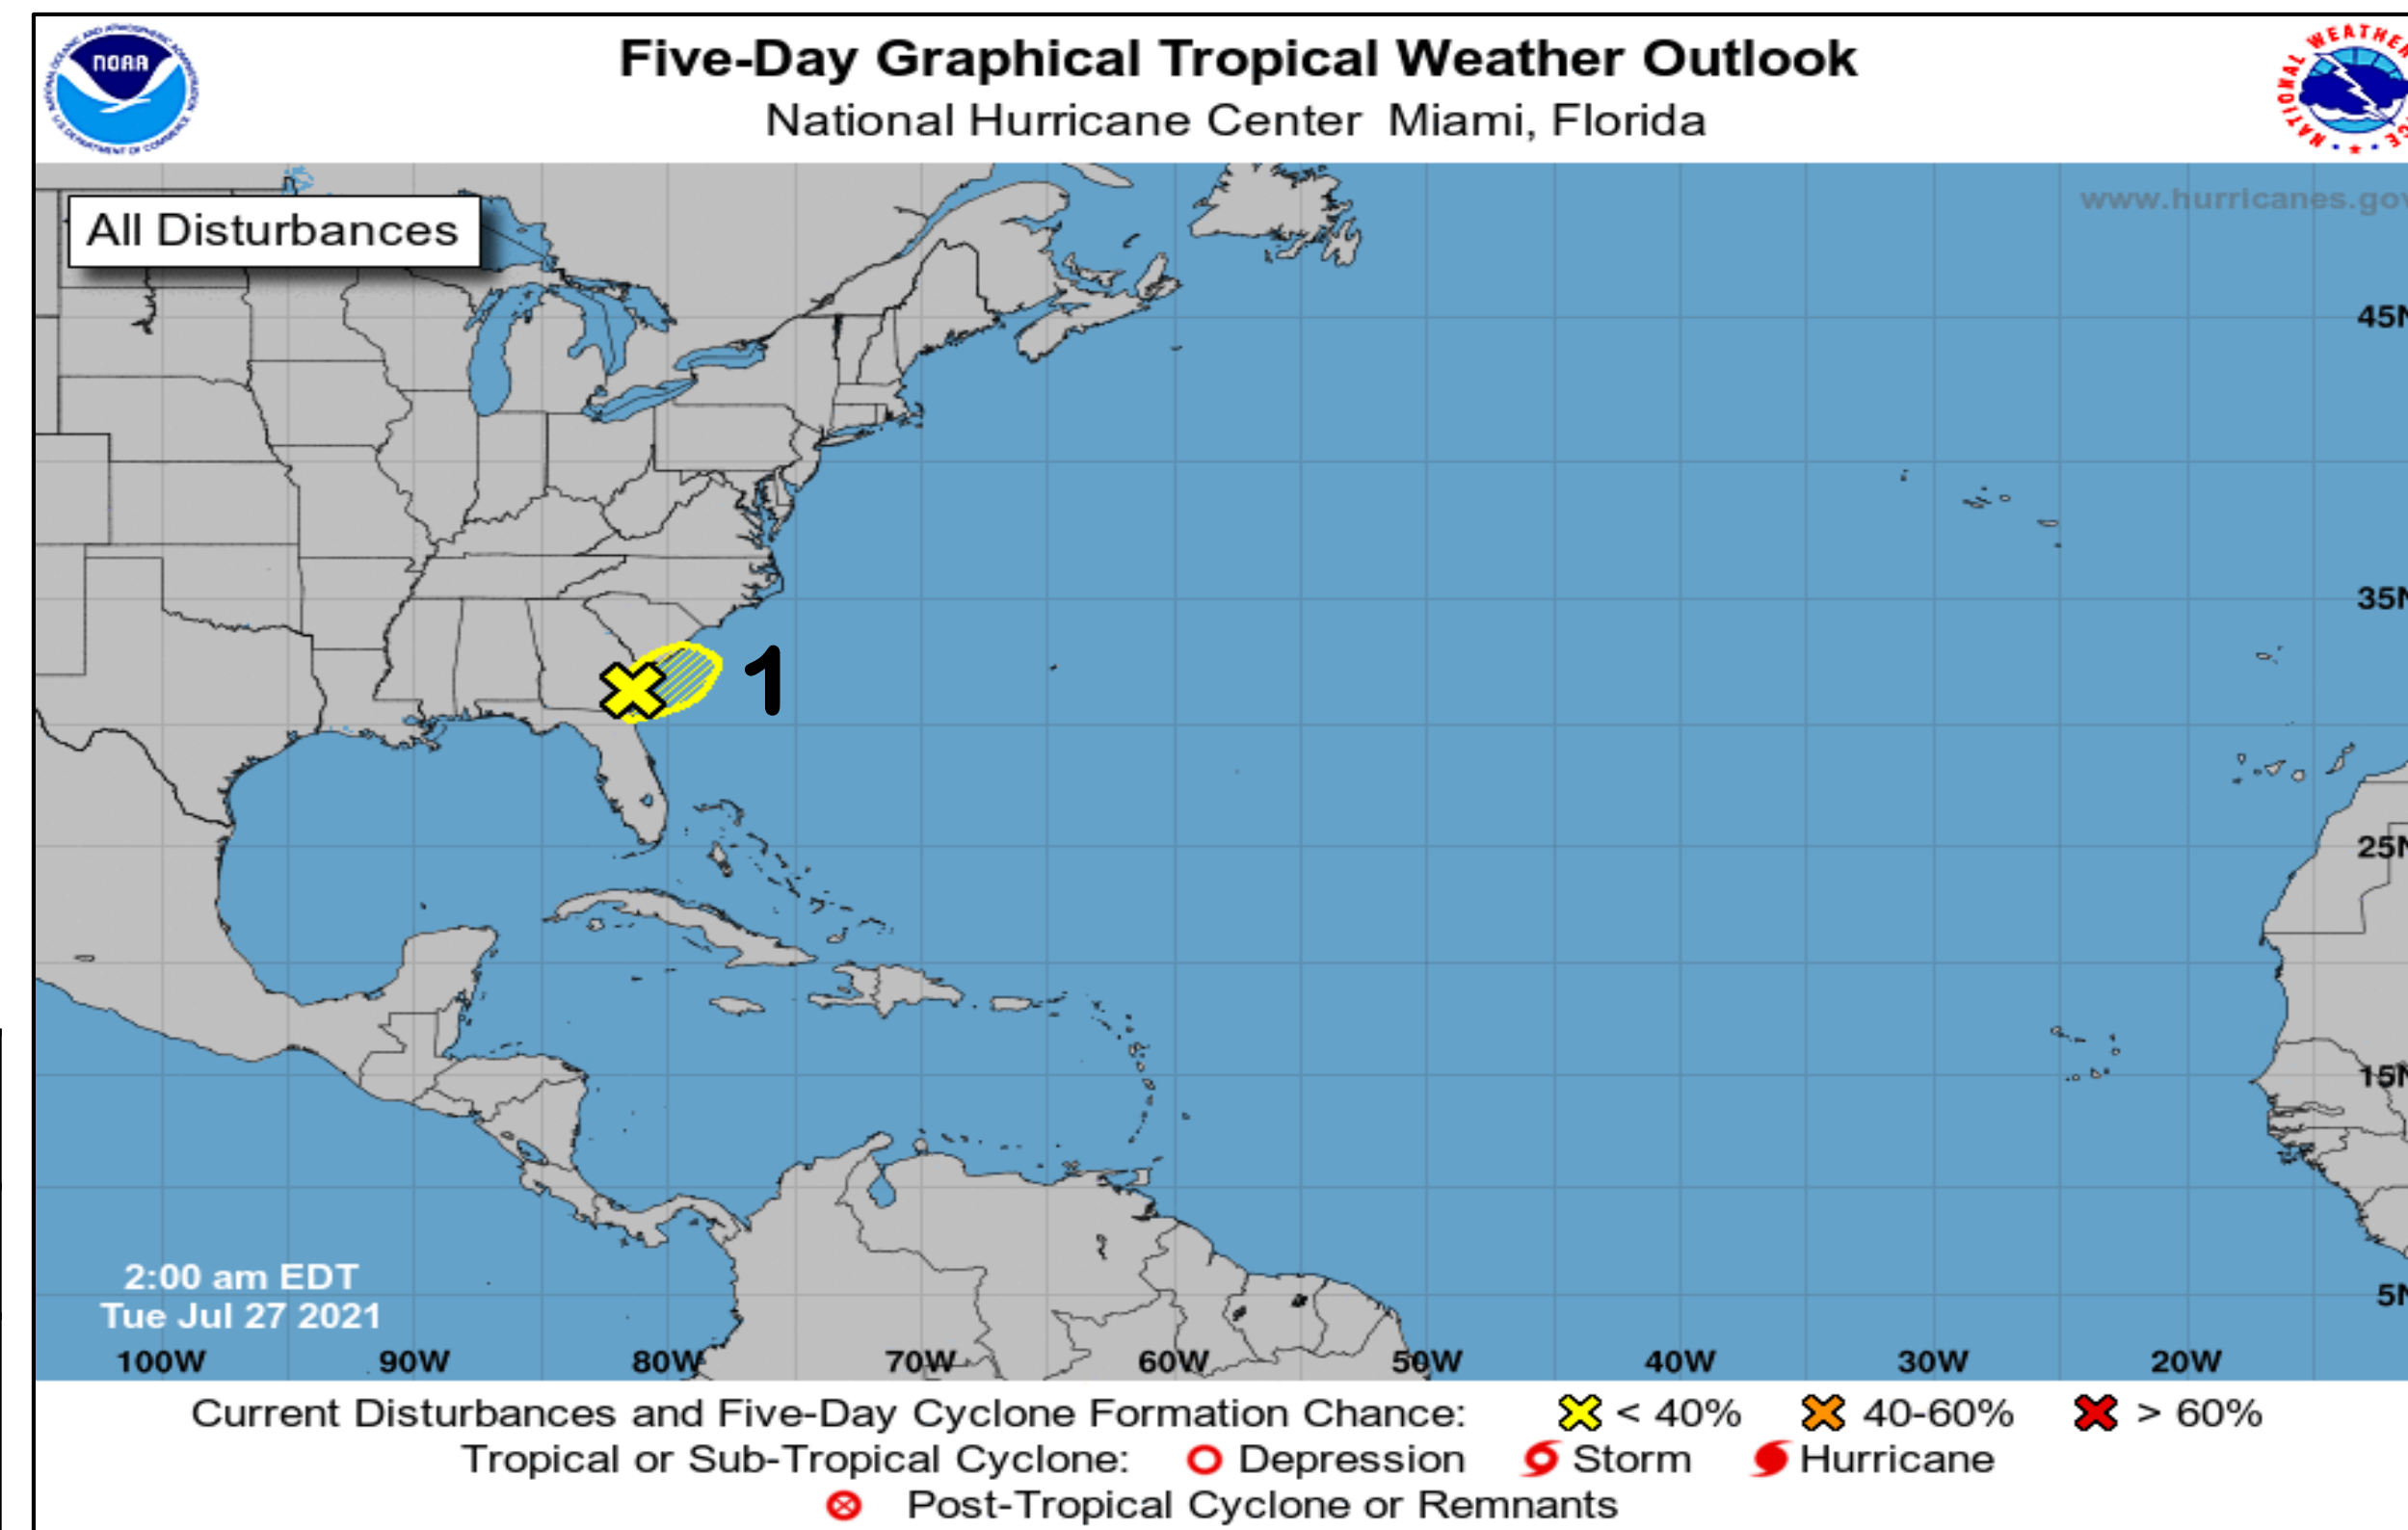 NOAA
Five-Day Graphical Tropical Weather Outlook
National Hurricane Center Miami, Florida
All Disturbances
www.hurricanes.gov
45N
35N
1
25N
15N
5N
2:00 am EDT
Tue Jul 27 2021
100W 90W 80W 70W 60W 50W 40W 30W 20W
Current Disturbances and Five-Day Cyclone Formation Chance: < 40% 40-60% > 60%
Tropical or Sub-Tropical Cyclone: Depression Storm Hurricane
Post-Tropical Cyclone or Remnants